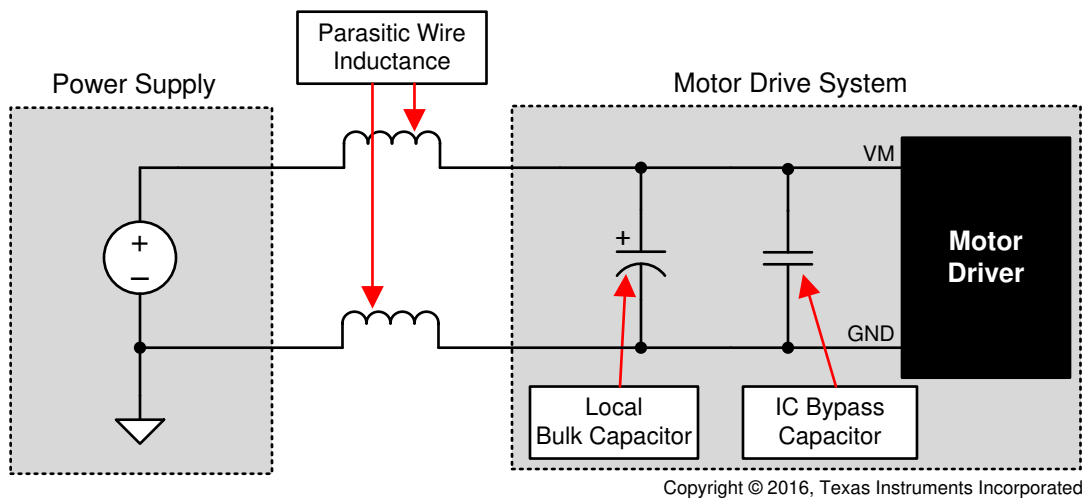 Parasitic Wire
Inductance
Power Supply
Motor Drive System
VM
+
–
+
Motor
Driver
GND
Local
Bulk Capacitor
IC Bypass
Capacitor
Copyright © 2016, Texas Instruments Incorporated